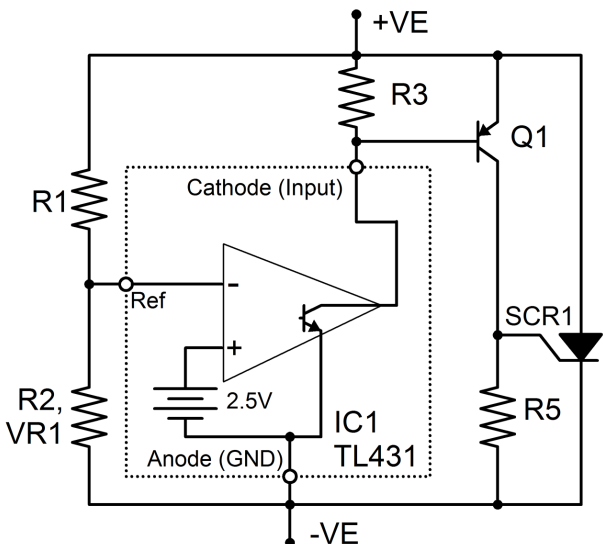 +VE
R3
Q1
Cathode (Input)
R1
Ref
-
SCR1
+
R2,
VR1
2.5V
IC1
TL431
R5
Anode (GND)
-VE